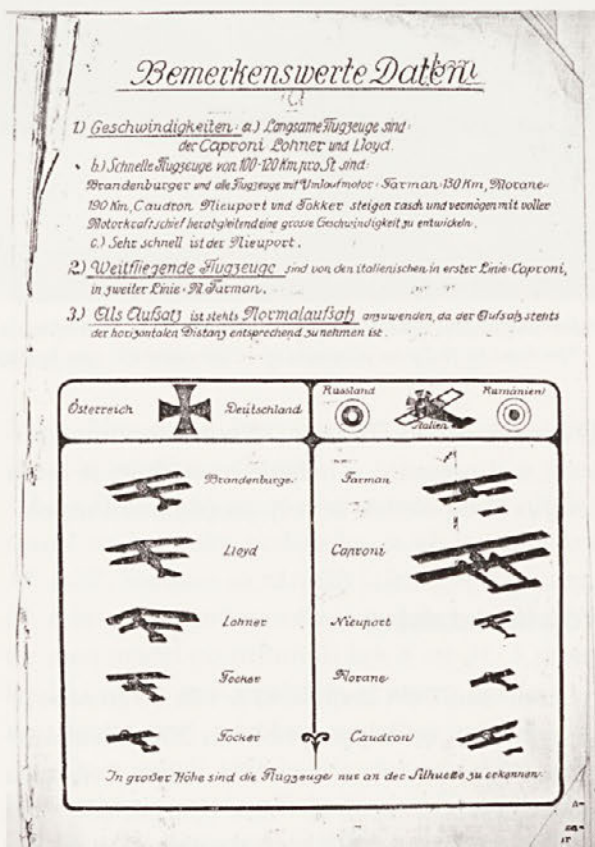 Bemerkenswerte Daten
1.) Geschwindigkeiten: a.) Langsame Flugzeuge sind:
der Caproni Lohner und Lloyd.
b.) Schnelle Flugzeuge von 100-120 Km. pro St. sind:
Brandenburger und alle Flugzeuge mit Umlaufmotor: Farman 130 Km, Morane
190 Km, Caudron Nieuport und Fokker steigen rasch und vermögen mit voller
Motorkraft schief herabgleitend eine grosse Geschwindigkeit zu entwickeln.
c.) Sehr schnell ist der Nieuport.
2.) Weitfliegende Flugzeuge sind von den italienischen in erster Linie: Caproni,
in zweiter Linie: M. Farman.
3.) Als Aufsatz ist stehts Normalaufsatz anzuwenden, da der Aufsatz stehts
der horizontalen Distanz entsprechend zu nehmen ist.
Österreich Deutschland Russland Italien Rumänien
Brandenburger Farman
Lloyd Caproni
Lohner Nieuport
Focker Morane
Focker Caudron
In großer Höhe sind die Flugzeuge nur an der Silhuette zu erkennen.